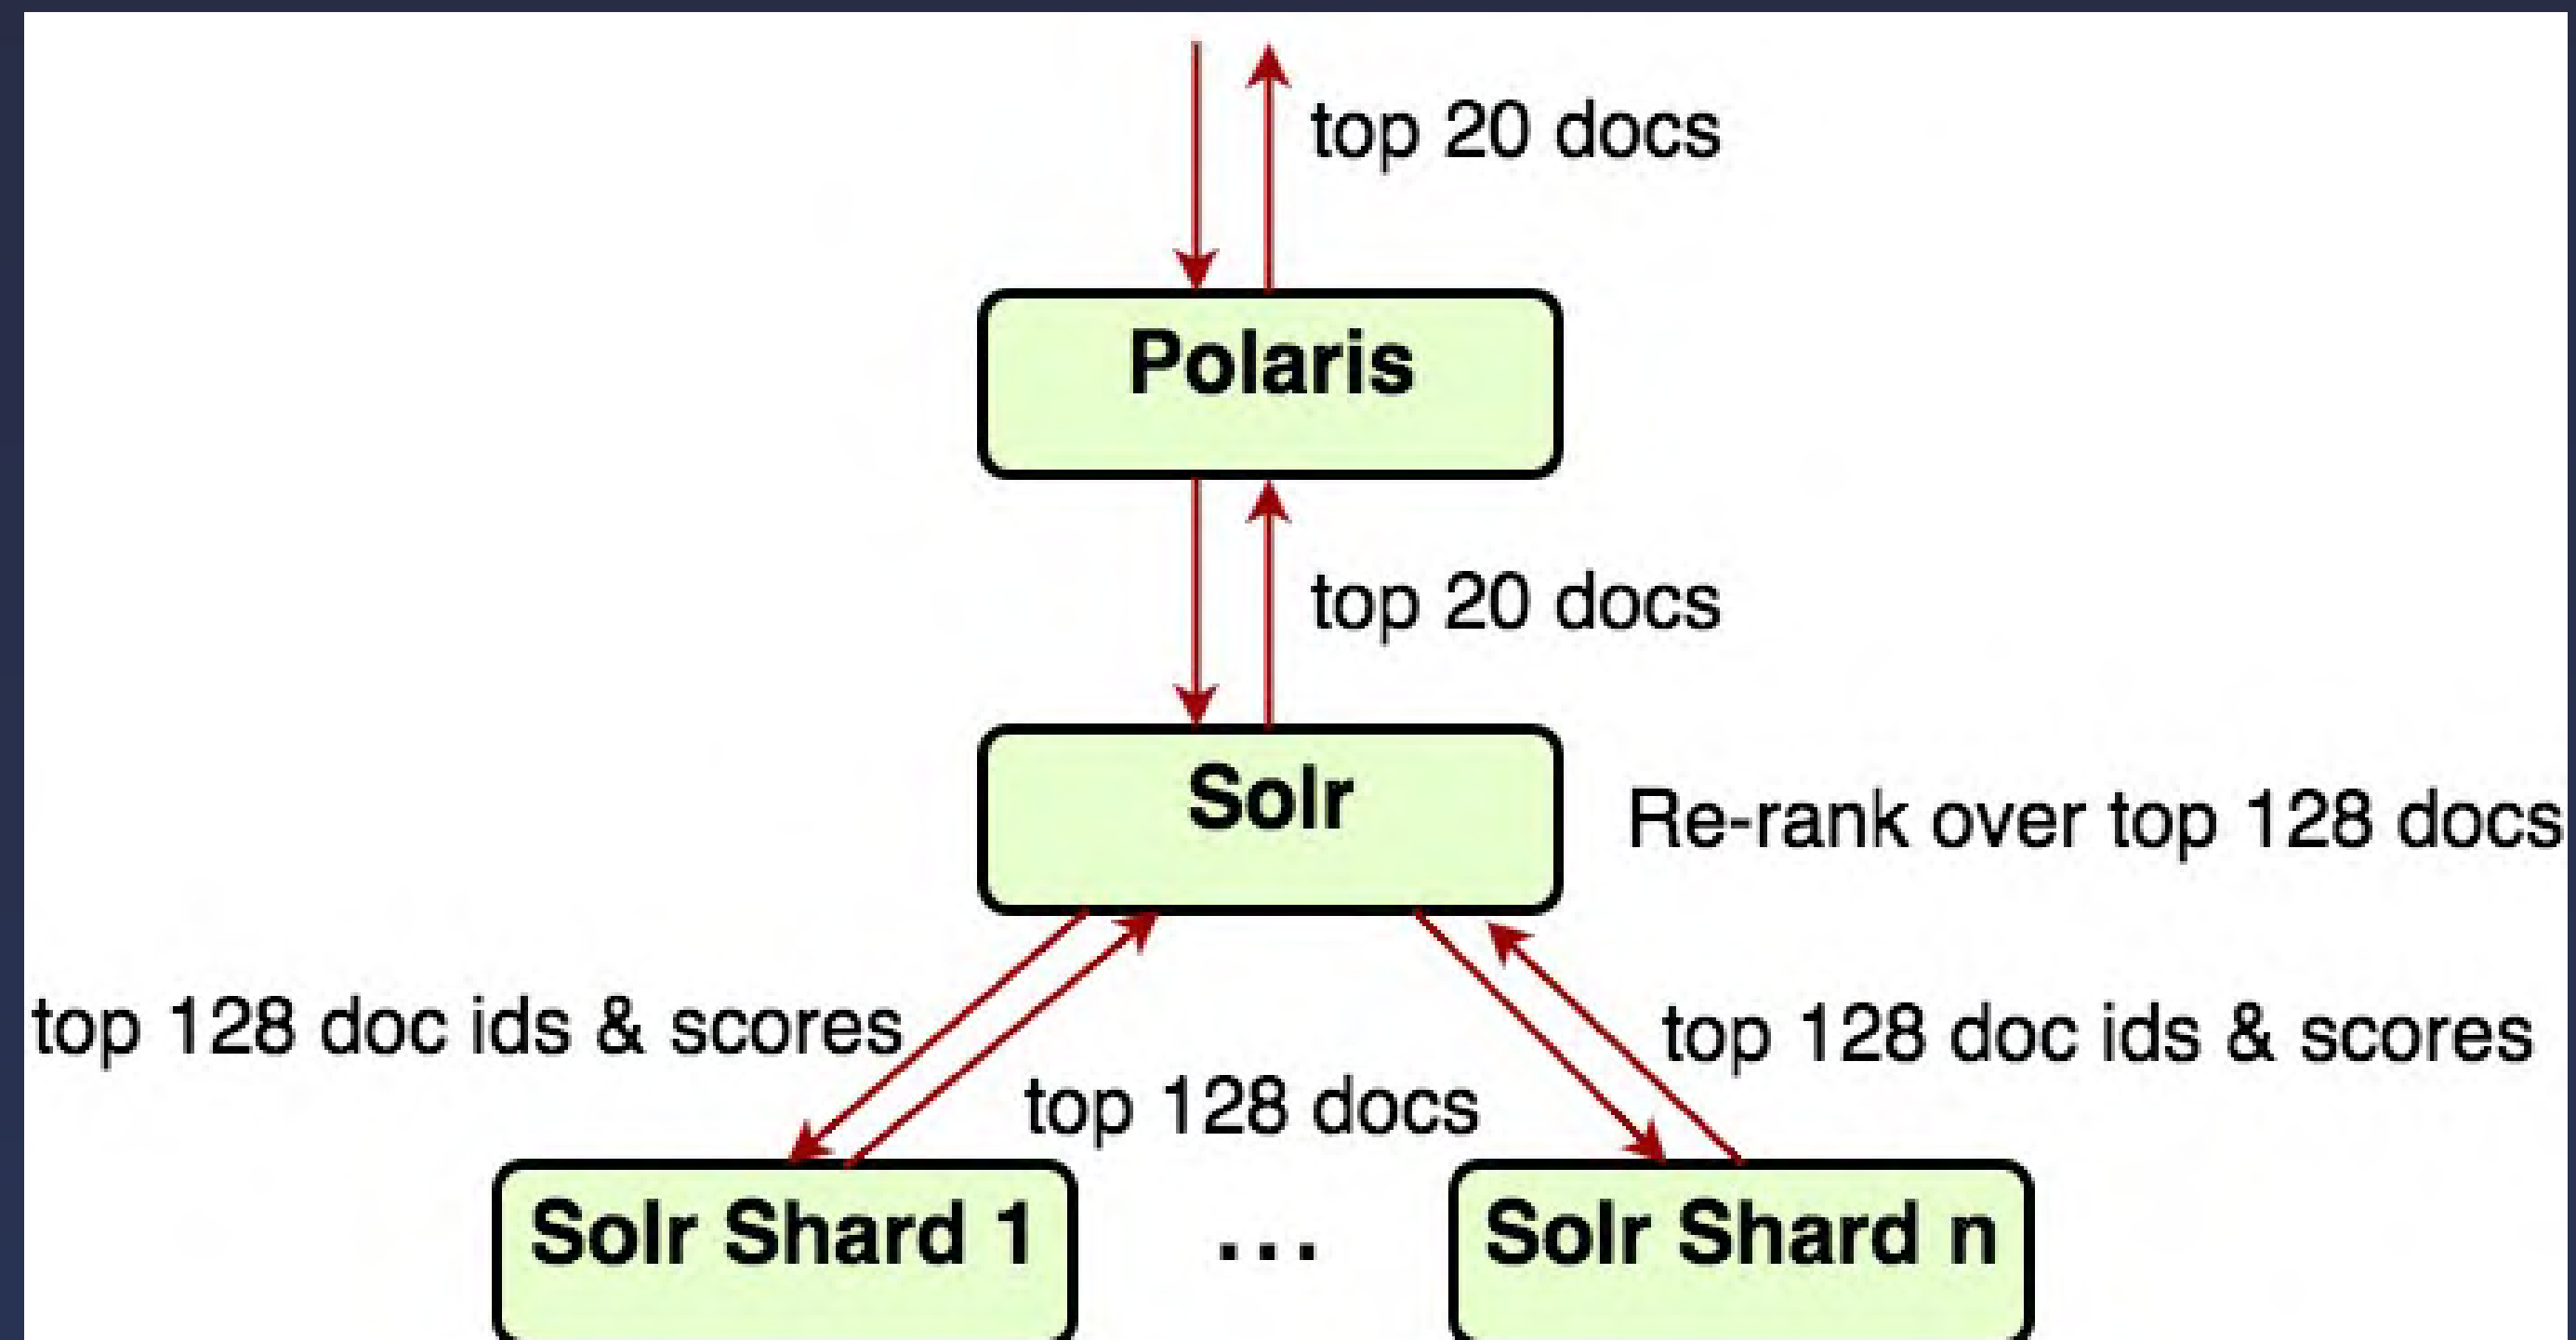 top 20 docs
Polaris
top 20 docs
Solr
Re-rank over top 128 docs
top 128 doc ids & scores
top 128 doc ids & scores
top 128 docs
Solr Shard 1
...
Solr Shard n